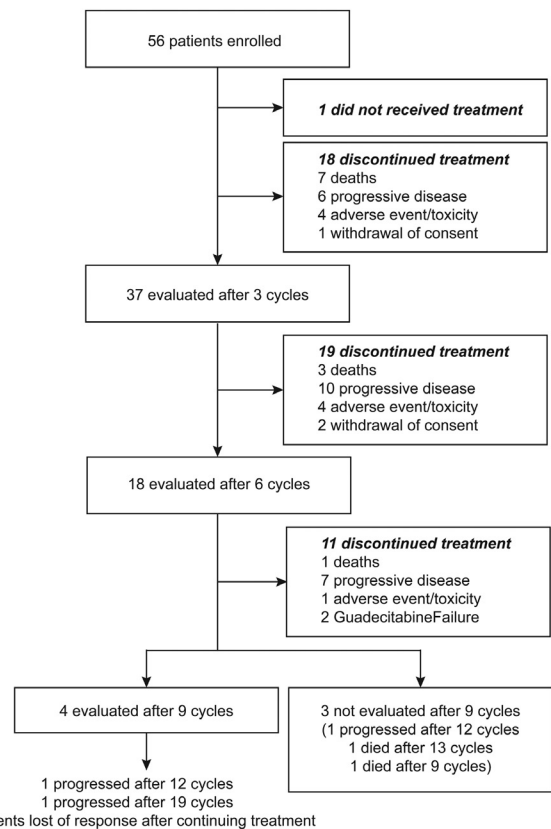 56 patients enrolled
1 did not received treatment
18 discontinued treatment
7 deaths
6 progressive disease
4 adverse event/toxicity
1 withdrawal of consent
37 evaluated after 3 cycles
19 discontinued treatment
3 deaths
10 progressive disease
4 adverse event/toxicity
2 withdrawal of consent
18 evaluated after 6 cycles
11 discontinued treatment
1 deaths
7 progressive disease
1 adverse event/toxicity
2 GuadecitabineFailure
4 evaluated after 9 cycles
3 not evaluated after 9 cycles
(1 progressed after 12 cycles
1 died after 13 cycles
1 died after 9 cycles)
1 progressed after 12 cycles
1 progressed after 19 cycles
lost of response after continuing treatment